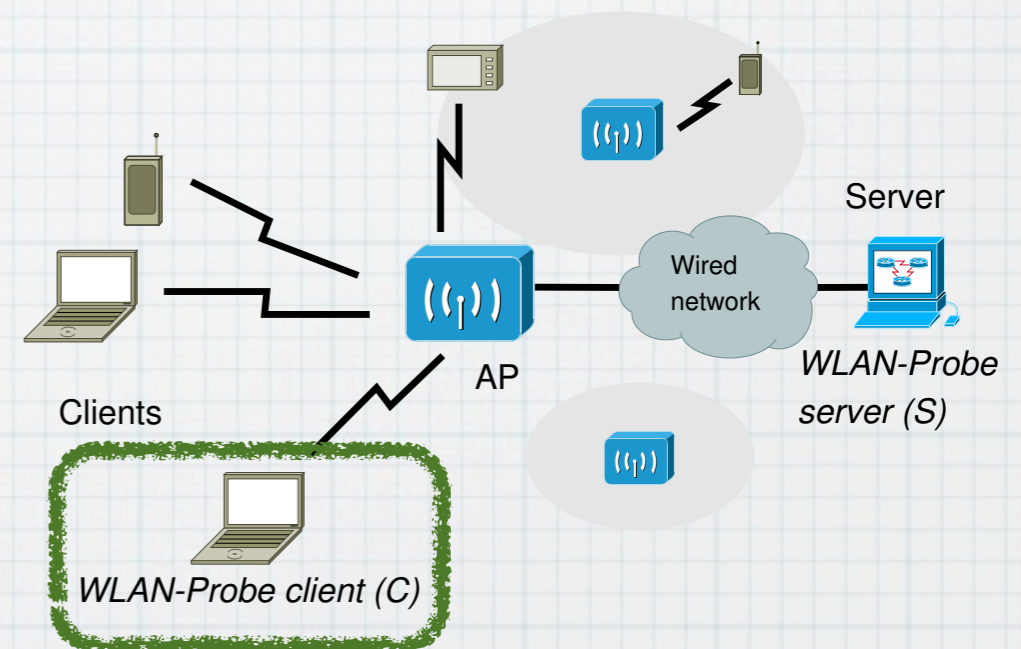 Server
Wired
network
WLAN-Probe
server (S)
AP
Clients
WLAN-Probe client (C)